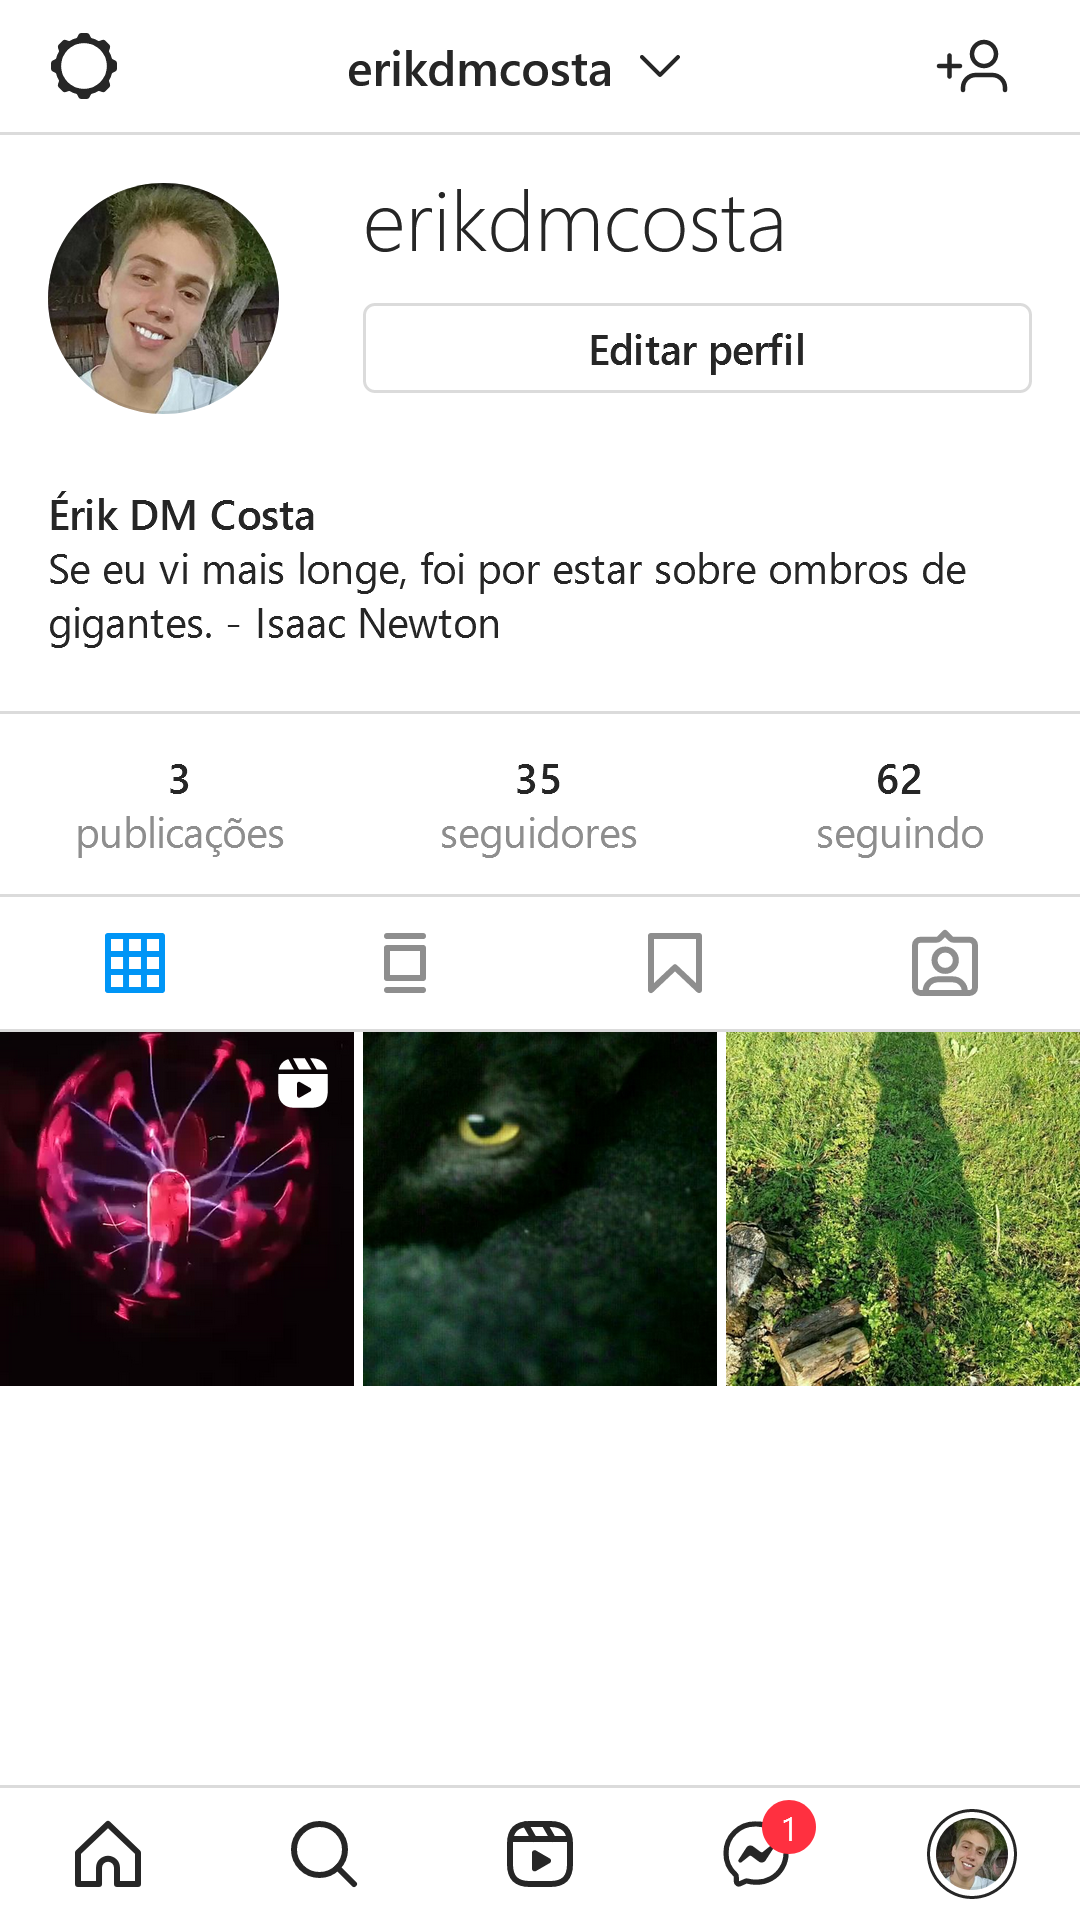 erikdmcosta
erikdmcosta
Editar perfil
Érik DM Costa
Se eu vi mais longe, foi por estar sobre ombros de
gigantes. - Isaac Newton
3 35 62
publicações seguidores seguindo
1